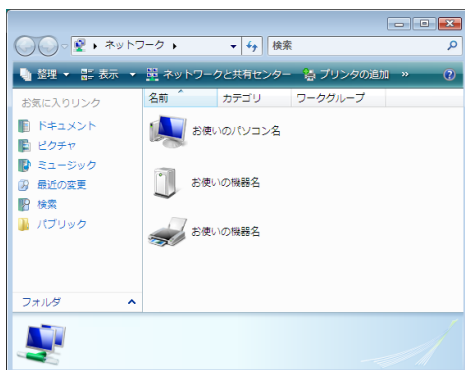 ネットワーク
検索
整理 表示 ネットワークと共有センター プリンタの追加 »
お気に入りリンク
名前 カテゴリ ワークグループ
ドキュメント
ピクチャ
ミュージック
最近の変更
検索
パブリック
お使いのパソコン名
お使いの機器名
お使いの機器名
フォルダ